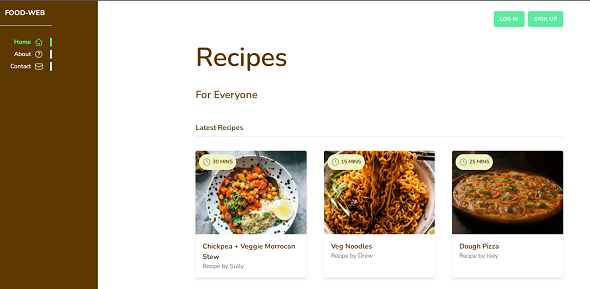 FOOD-WEB
Home
About
Contact
LOG IN
SIGN UP
Recipes
For Everyone
Latest Recipes
30 MINS
15 MINS
25 MINS
Chickpea + Veggie Morrocan
Stew
Recipe by Sully
Veg Noodles
Recipe by Drew
Dough Pizza
Recipe by Joey